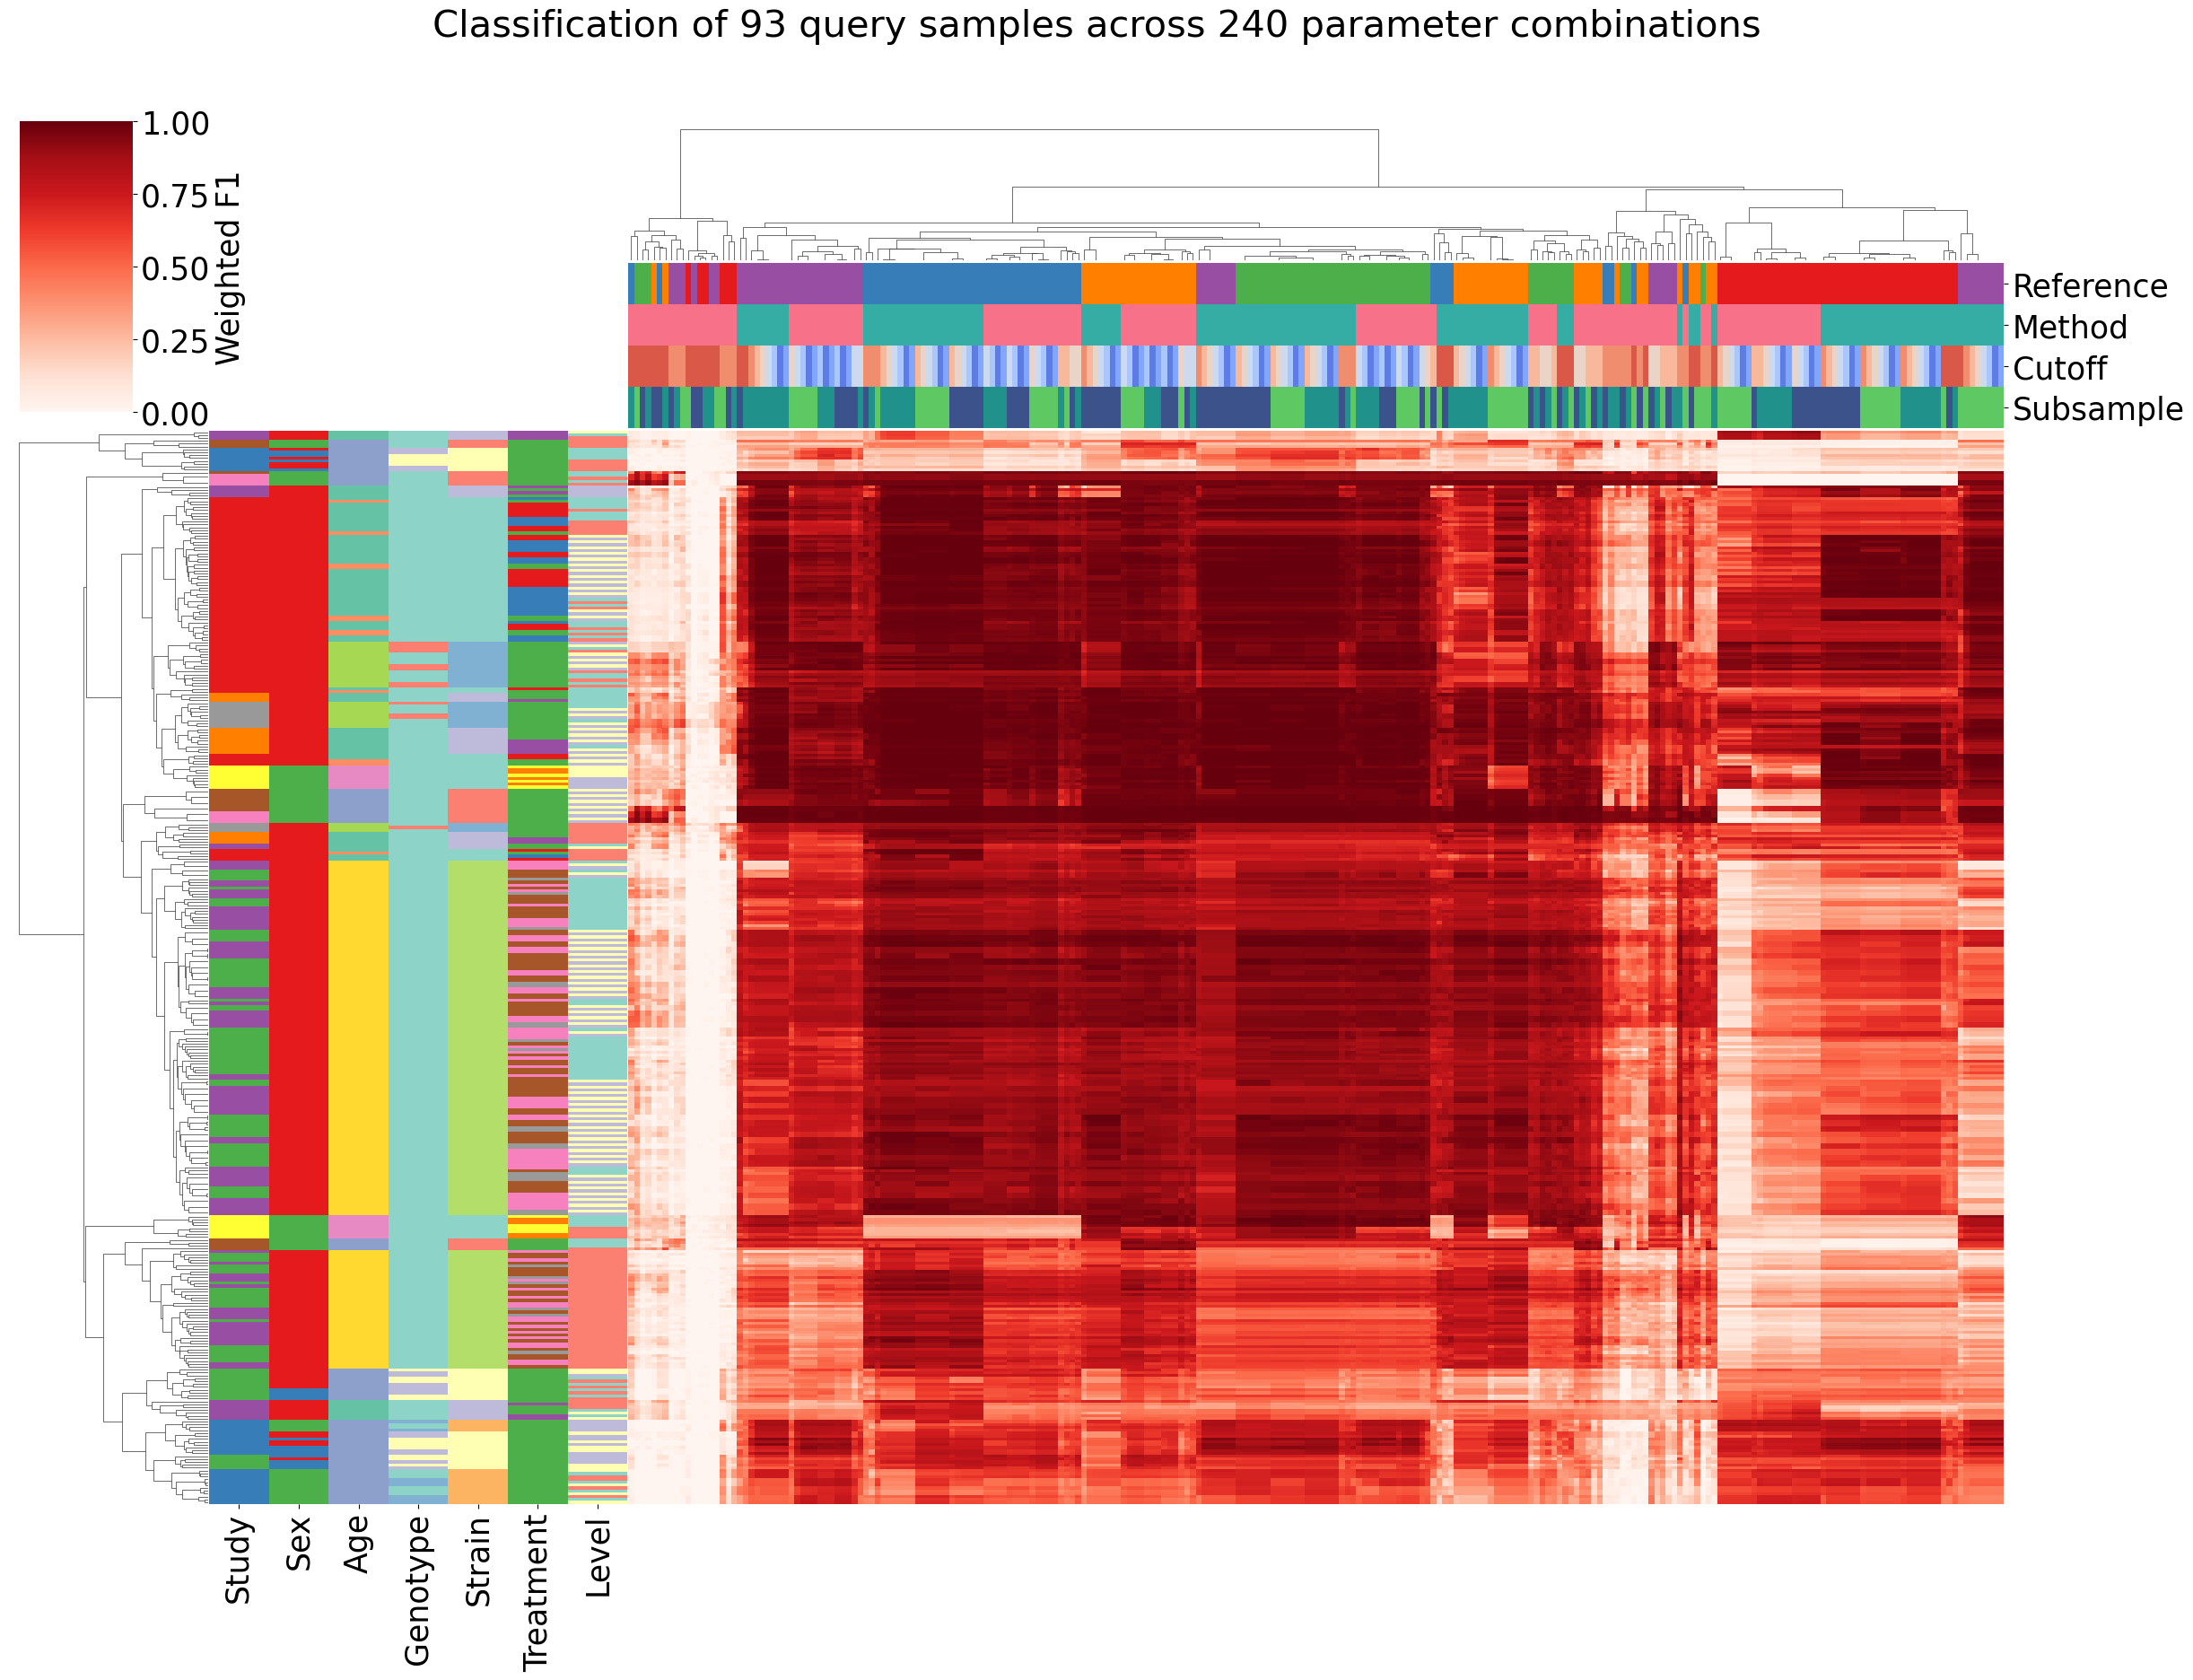 Classification of 93 query samples across 240 parameter combinations
1.00
0.75
0.50
0.25
0.00
Weighted F1
Reference
Method
Cutoff
Subsample
Study
Sex
Age
Genotype
Strain
Treatment
Level